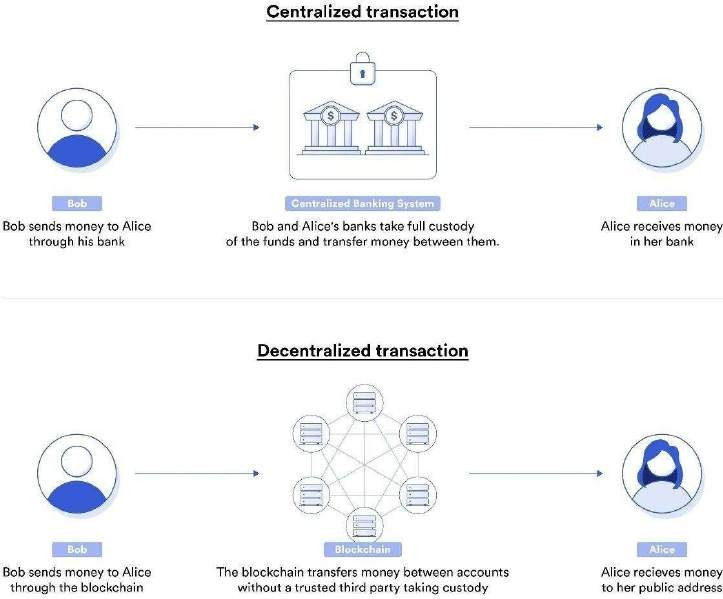 Centralized transaction
$ $
Bob
Centralized Banking System
Alice
Bob sends money to Alice
through his bank
Bob and Alice's banks take full custody
of the funds and transfer money between them.
Alice receives money
in her bank
Decentralized transaction
Bob
Blockchain
Alice
Bob sends money to Alice
through the blockchain
The blockchain transfers money between accounts
without a trusted third party taking custody
Alice recieves money
to her public address